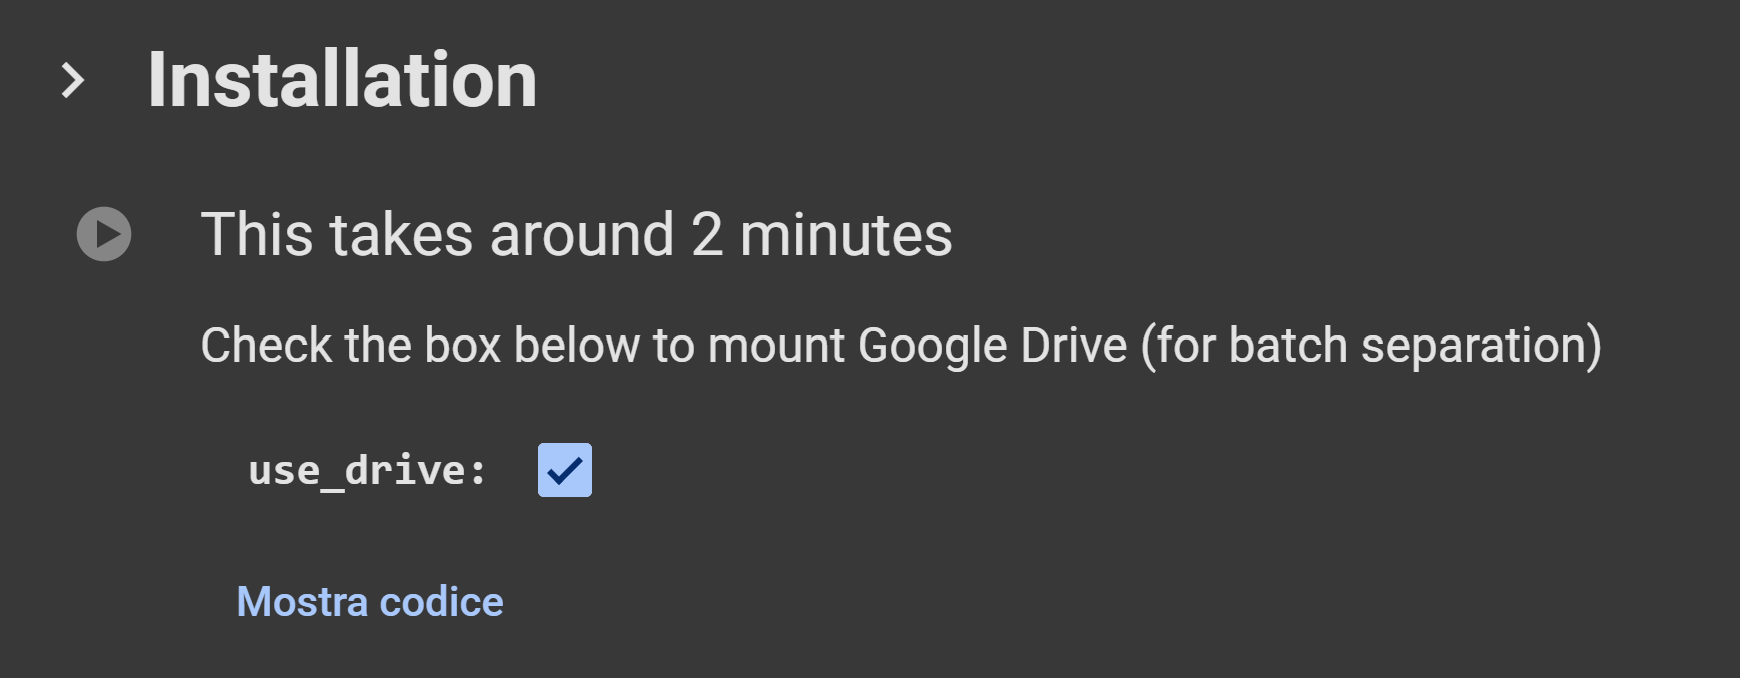 Installation
This takes around 2 minutes
Check the box below to mount Google Drive (for batch separation)
use_drive:
Mostra codice